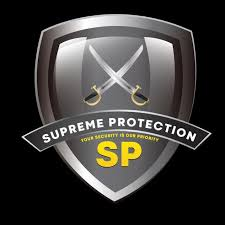 SUPREME PROTECTION
YOUR SECURITY IS OUR PRIORITY
SP